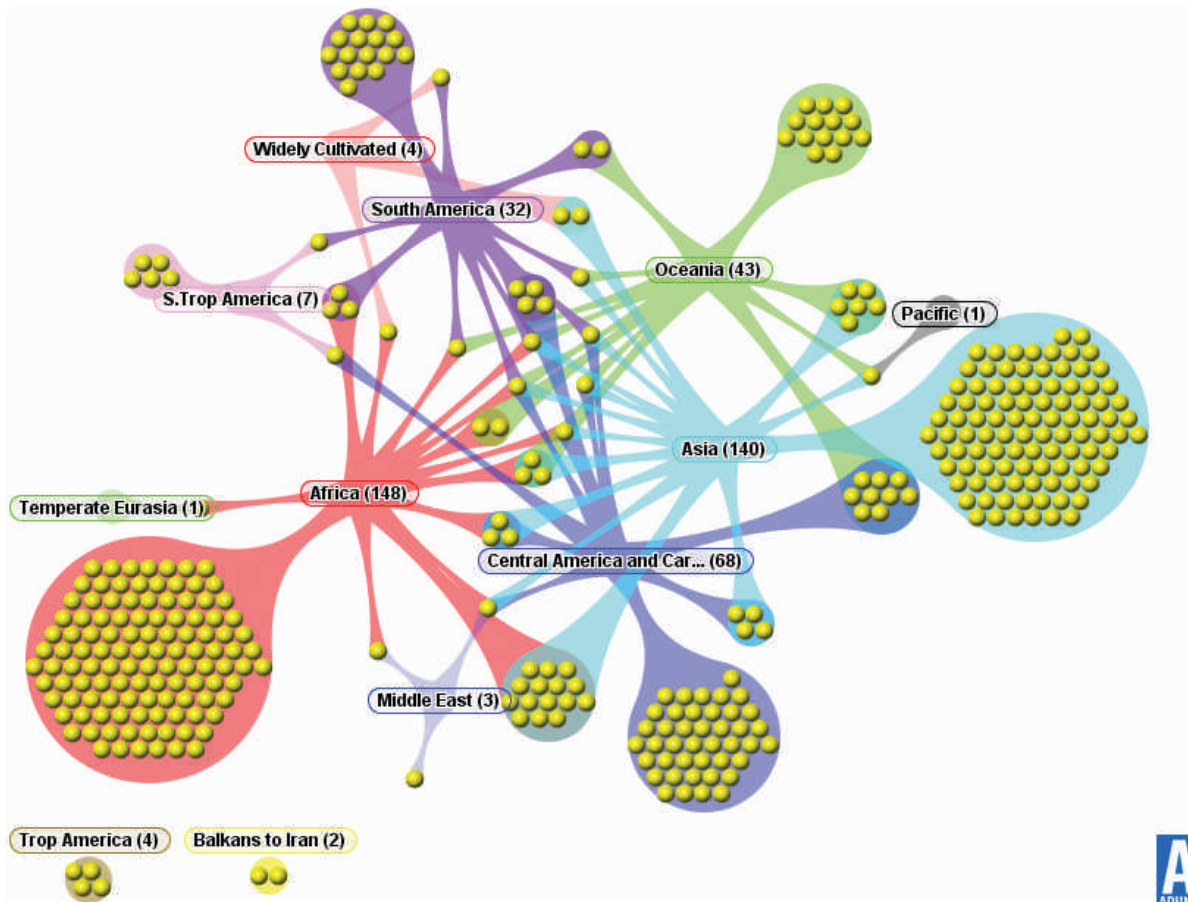 Widely Cultivated (4)
South America (32)
Oceania (43)
S.Trop America (7)
Pacific (1)
Asia (140)
Africa (148)
Temperate Eurasia (1)
Central America and Car... (68)
Middle East (3)
Trop America (4)
Balkans to Iran (2)
A